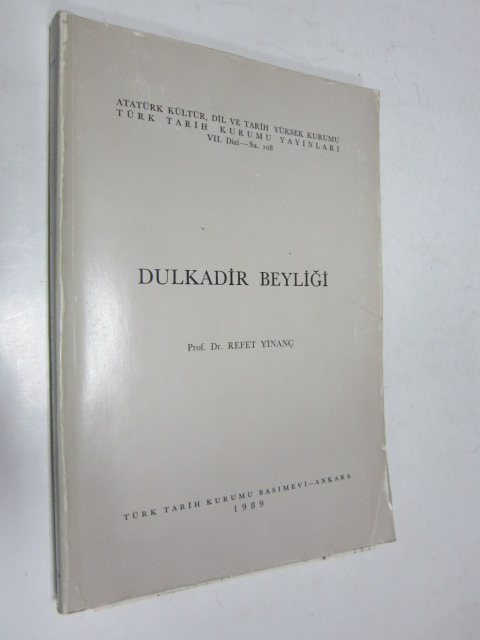 ATATÜRK KÜLTÜR, DİL VE TARİH YÜKSEK KURUMU
TÜRK TARİH KURUMU YAYINLARI
VII. Dizi—Sa. 108
DULKADİR BEYLİĞİ
Prof. Dr. REFET YİNANÇ
TÜRK TARİH KURUMU BASIMEVİ—ANKARA
1989